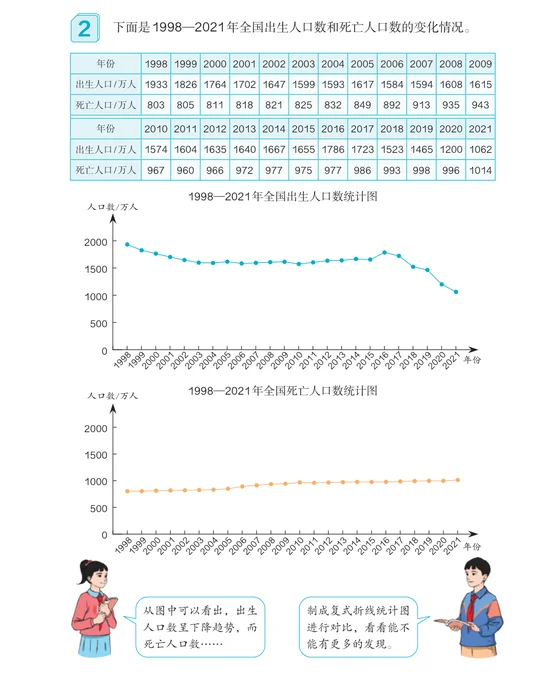 2 下面是1998—2021年全国出生人口数和死亡人口数的变化情况。
年份 1998 1999 2000 2001 2002 2003 2004 2005 2006 2007 2008 2009
出生人口/万人 1933 1826 1764 1702 1647 1599 1593 1617 1584 1594 1608 1615
死亡人口/万人 803 805 811 818 821 825 832 849 892 913 935 943
年份 2010 2011 2012 2013 2014 2015 2016 2017 2018 2019 2020 2021
出生人口/万人 1574 1604 1635 1640 1667 1655 1786 1723 1523 1465 1200 1062
死亡人口/万人 967 960 966 972 977 975 977 986 993 998 996 1014
1998—2021年全国出生人口数统计图
人口数/万人
2000
1500
1000
500
0
1998 1999 2000 2001 2002 2003 2004 2005 2006 2007 2008 2009 2010 2011 2012 2013 2014 2015 2016 2017 2018 2019 2020 2021 年份
1998—2021年全国死亡人口数统计图
人口数/万人
2000
1500
1000
500
0
1998 1999 2000 2001 2002 2003 2004 2005 2006 2007 2008 2009 2010 2011 2012 2013 2014 2015 2016 2017 2018 2019 2020 2021 年份
从图中可以看出，出生
人口数呈下降趋势，而
死亡人口数……
制成复式折线统计图
进行对比，看看能不
能有更多的发现。